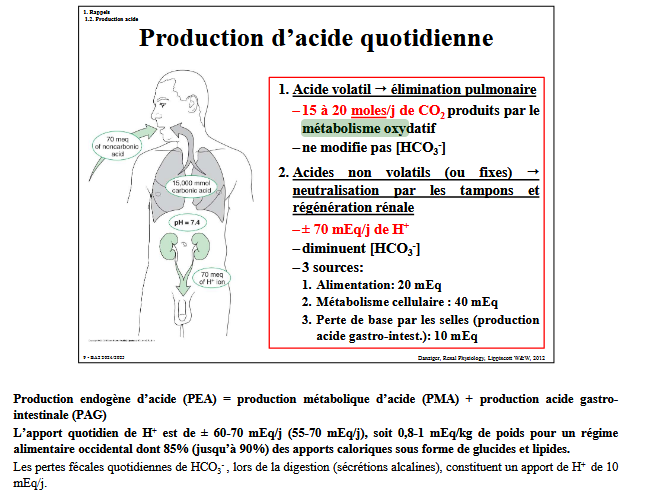 1. Rappels
1.2. Production acide
Production d’acide quotidienne
70 meq
of noncarbonic
acid
15,000 mmol
carbonic acid
pH = 7.4
70 meq
of H⁺ ion
1. Acide volatil → élimination pulmonaire
–15 à 20 moles/j de CO₂ produits par le
métabolisme oxydatif
–ne modifie pas [HCO₃⁻]
2. Acides non volatils (ou fixes) →
neutralisation par les tampons et
régénération rénale
–± 70 mEq/j de H⁺
–diminuent [HCO₃⁻]
–3 sources:
1. Alimentation: 20 mEq
2. Métabolisme cellulaire : 40 mEq
3. Perte de base par les selles (production
acide gastro-intest.): 10 mEq
Danziger, Renal Physiology, Lippincott W&W, 2012
Production endogène d’acide (PEA) = production métabolique d’acide (PMA) + production acide gastro-
intestinale (PAG)
L’apport quotidien de H⁺ est de ± 60-70 mEq/j (55-70 mEq/j), soit 0,8-1 mEq/kg de poids pour un régime
alimentaire occidental dont 85% (jusqu’à 90%) des apports caloriques sous forme de glucides et lipides.
Les pertes fécales quotidiennes de HCO₃⁻, lors de la digestion (sécrétions alcalines), constituent un apport de H⁺ de 10
mEq/j.